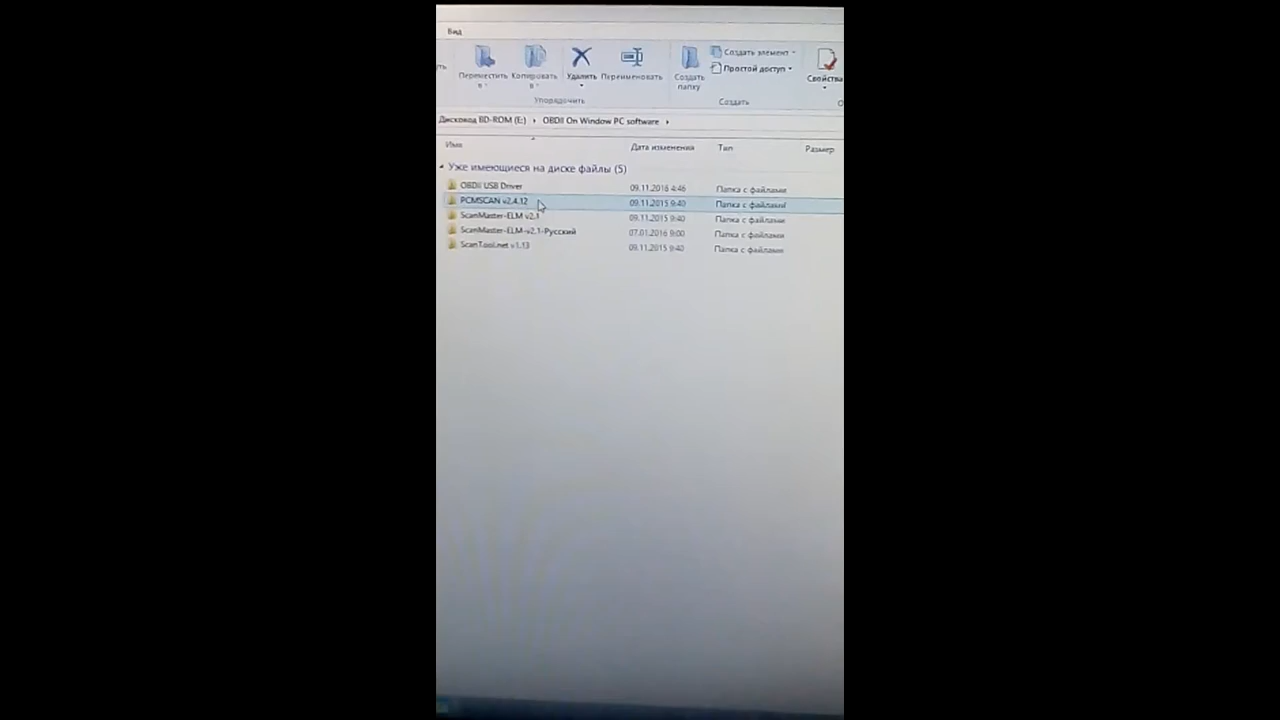 Вид
Переместить в Копировать в Удалить Переименовать Создать папку Создать элемент
Простой доступ Свойства
Упорядочить Создать
Дисковод BD-ROM (E:) OBDII On Window PC software
Имя Дата изменения Тип Размер
Уже имеющиеся на диске файлы (5)
OBDII USB Driver 09.11.2016 4:46 Папка с файлами
PCMSCAN v2.4.12 09.11.2015 9:40 Папка с файлами
ScanMaster-ELM v2.1 09.11.2015 9:40 Папка с файлами
ScanMaster-ELM-v2.1-Русский 07.01.2016 9:00 Папка с файлами
ScanTool.net v1.13 09.11.2015 9:40 Папка с файлами